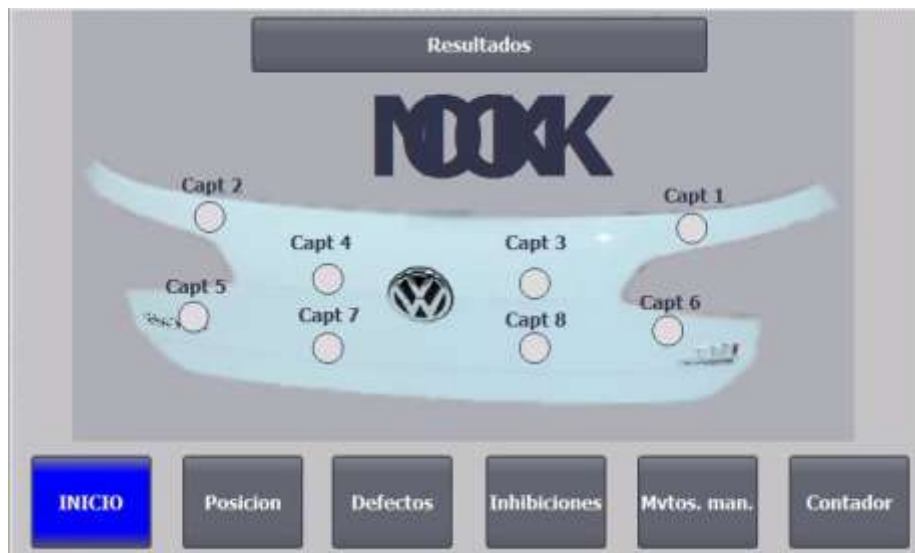 Resultados
Capt 2
Capt 1
Capt 4
Capt 3
Capt 5
Capt 6
Capt 7
Capt 8
INICIO
Posicion
Defectos
Inhibiciones
Mvtos. man.
Contador